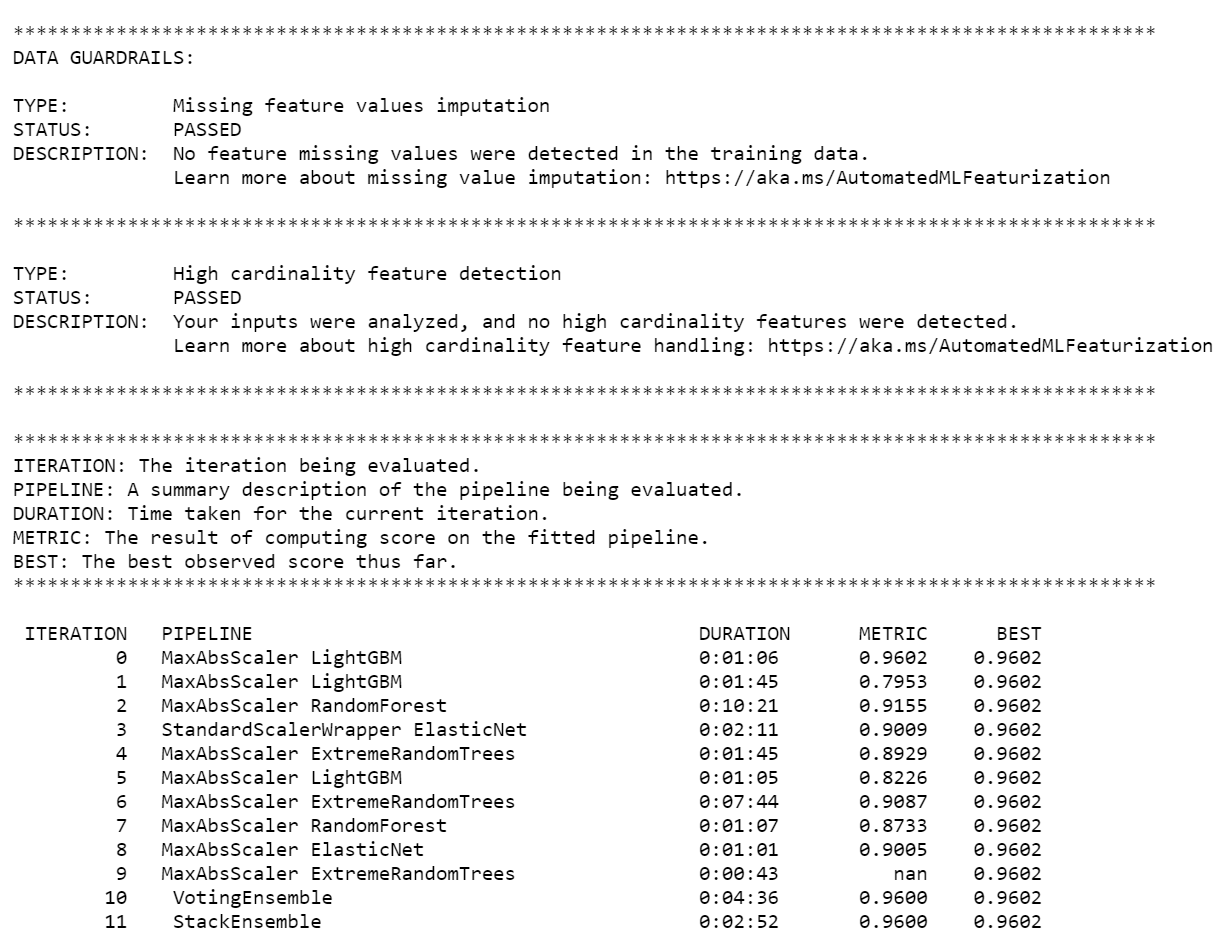 ****************************************************************************************************
DATA GUARDRAILS:
TYPE:         Missing feature values imputation
STATUS:       PASSED
DESCRIPTION:  No feature missing values were detected in the training data.
              Learn more about missing value imputation: https://aka.ms/AutomatedMLFeaturization
****************************************************************************************************
TYPE:         High cardinality feature detection
STATUS:       PASSED
DESCRIPTION:  Your inputs were analyzed, and no high cardinality features were detected.
              Learn more about high cardinality feature handling: https://aka.ms/AutomatedMLFeaturization
****************************************************************************************************
****************************************************************************************************
ITERATION: The iteration being evaluated.
PIPELINE: A summary description of the pipeline being evaluated.
DURATION: Time taken for the current iteration.
METRIC: The result of computing score on the fitted pipeline.
BEST: The best observed score thus far.
****************************************************************************************************
 ITERATION   PIPELINE                                       DURATION      METRIC      BEST
         0   MaxAbsScaler LightGBM                          0:01:06       0.9602    0.9602
         1   MaxAbsScaler LightGBM                          0:01:45       0.7953    0.9602
         2   MaxAbsScaler RandomForest                      0:10:21       0.9155    0.9602
         3   StandardScalerWrapper ElasticNet               0:02:11       0.9009    0.9602
         4   MaxAbsScaler ExtremeRandomTrees                0:01:45       0.8929    0.9602
         5   MaxAbsScaler LightGBM                          0:01:05       0.8226    0.9602
         6   MaxAbsScaler ExtremeRandomTrees                0:07:44       0.9087    0.9602
         7   MaxAbsScaler RandomForest                      0:01:07       0.8733    0.9602
         8   MaxAbsScaler ElasticNet                        0:01:01       0.9005    0.9602
         9   MaxAbsScaler ExtremeRandomTrees                0:00:43          nan    0.9602
        10    VotingEnsemble                                0:04:36       0.9600    0.9602
        11    StackEnsemble                                 0:02:52       0.9600    0.9602